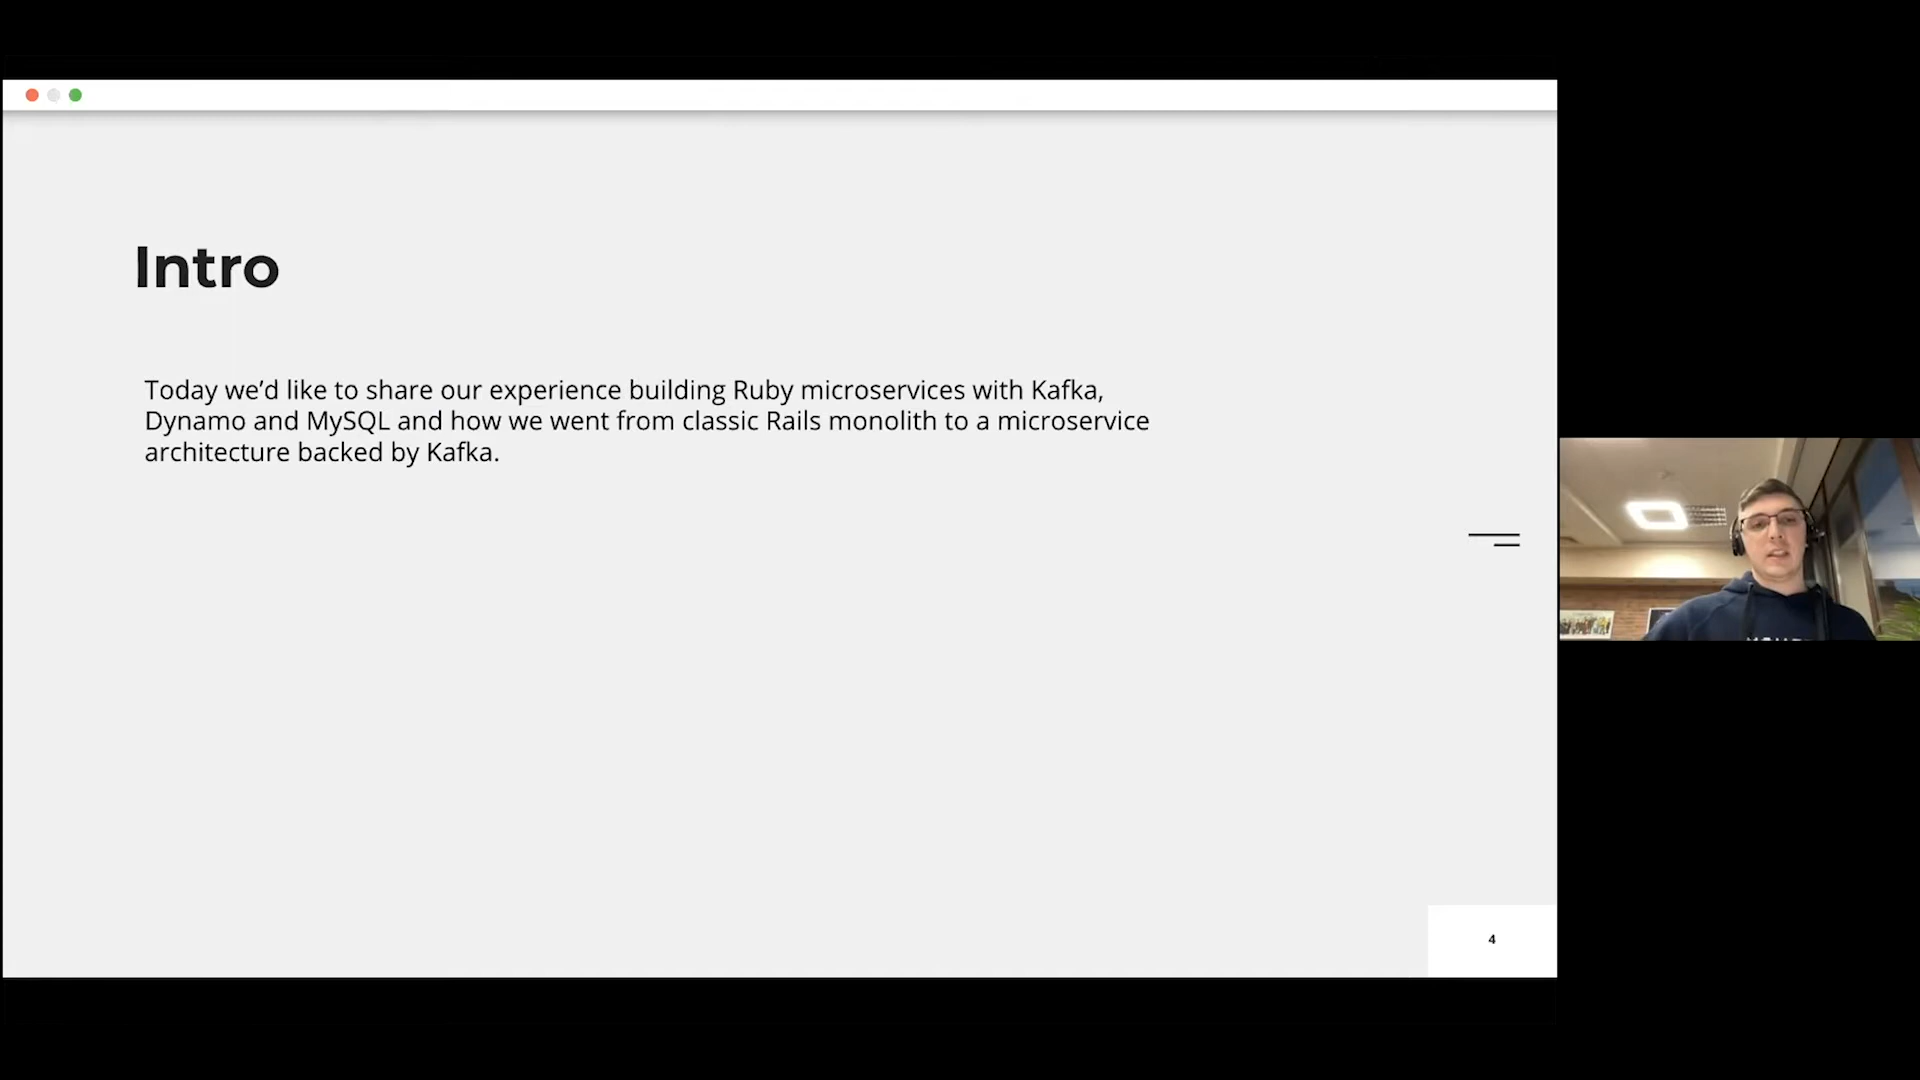 Intro
Today we’d like to share our experience building Ruby microservices with Kafka,
Dynamo and MySQL and how we went from classic Rails monolith to a microservice
architecture backed by Kafka.
4